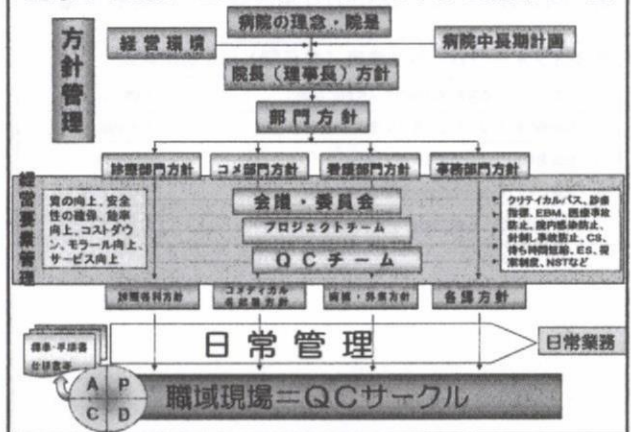 病院の理念・院是
方針管理
経営環境
病院中長期計画
院長（理事長）方針
部門方針
診療部門方針
コメ部門方針
看護部門方針
事務部門方針
経営要素管理
質の向上、安全
性の確保、能率
向上、コストダウ
ン、モラール向上、
サービス向上
会議・委員会
プロジェクトチーム
ＱＣチーム
クリティカルパス、診療
指標、EBM、医療事故
防止、院内感染防止、
針刺し事故防止、CS、
待ち時間短縮、ES、提
案制度、NSTなど
診療各科方針
コメディカル
病棟・外来方針
各課方針
標準・手順書
仕様書等
日常管理
日常業務
A P
C D
職域現場＝ＱＣサークル